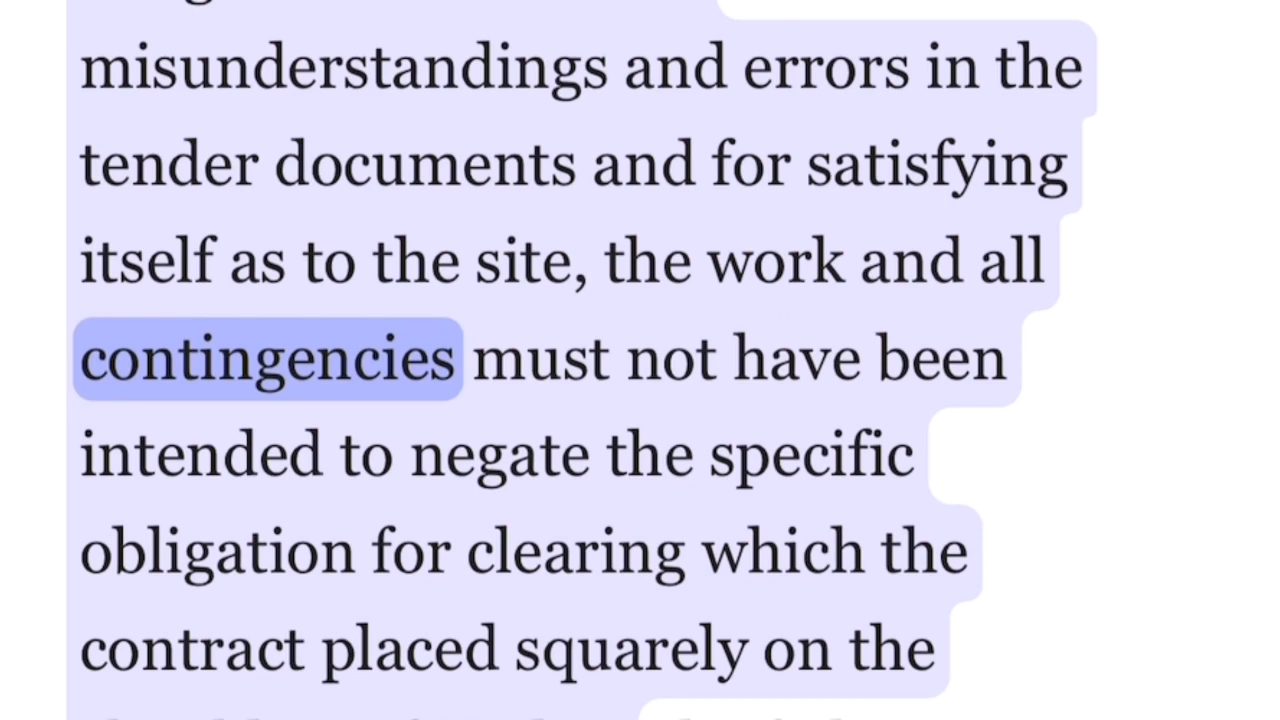 misunderstandings and errors in the
tender documents and for satisfying
itself as to the site, the work and all
contingencies must not have been
intended to negate the specific
obligation for clearing which the
contract placed squarely on the